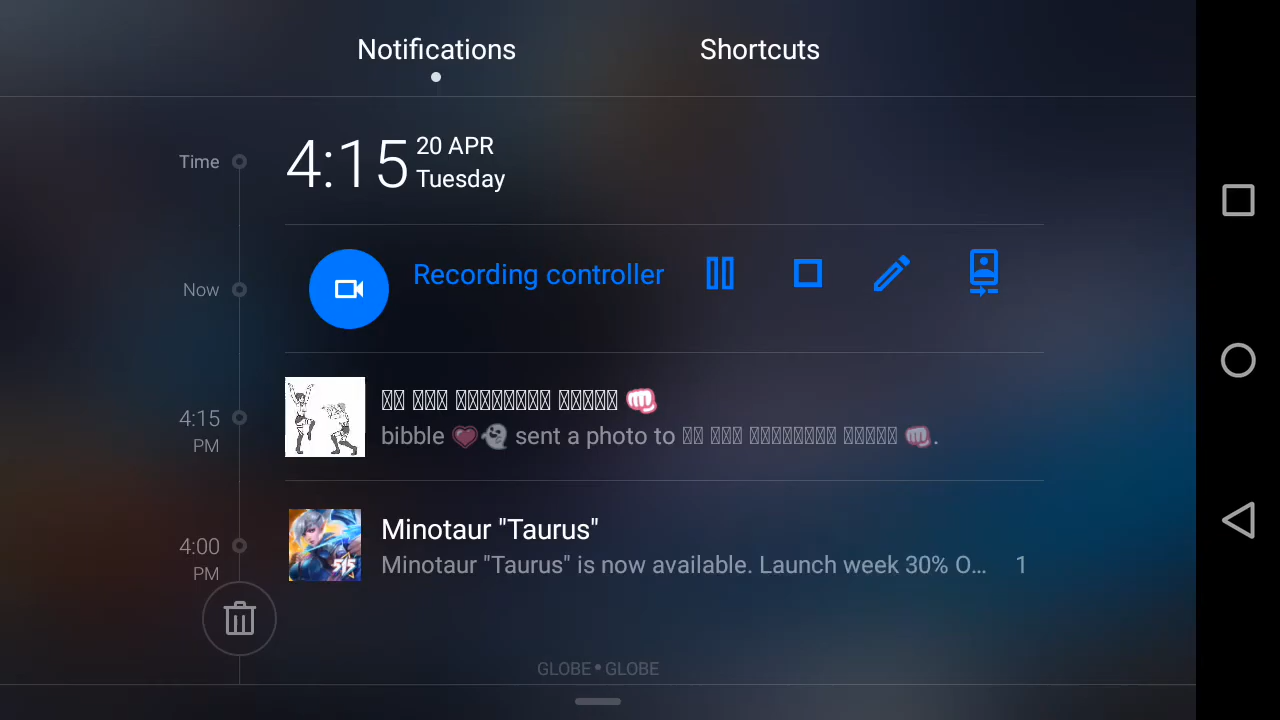 Notifications
Shortcuts
Time
4:15
20 APR
Tuesday
Now
Recording controller
4:15
PM
👊
bibble 💗👻 sent a photo to 👊.
4:00
PM
515
Minotaur "Taurus"
Minotaur "Taurus" is now available. Launch week 30% O...
1
GLOBE • GLOBE